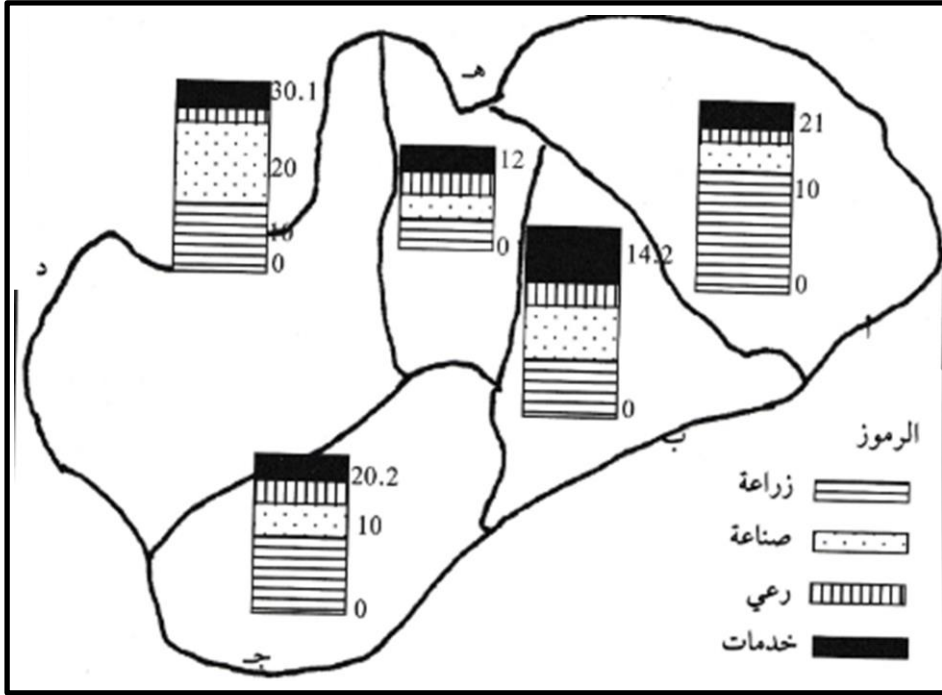 هـ
30.1
20
10
0
د
12
0
21
10
0
أ
14.2
0
ب
20.2
10
0
جـ
الرموز
زراعة
صناعة
رعي
خدمات